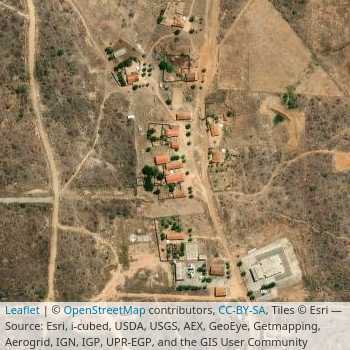 Leaflet | © OpenStreetMap contributors, CC-BY-SA, Tiles © Esri —
Source: Esri, i-cubed, USDA, USGS, AEX, GeoEye, Getmapping,
Aerogrid, IGN, IGP, UPR-EGP, and the GIS User Community